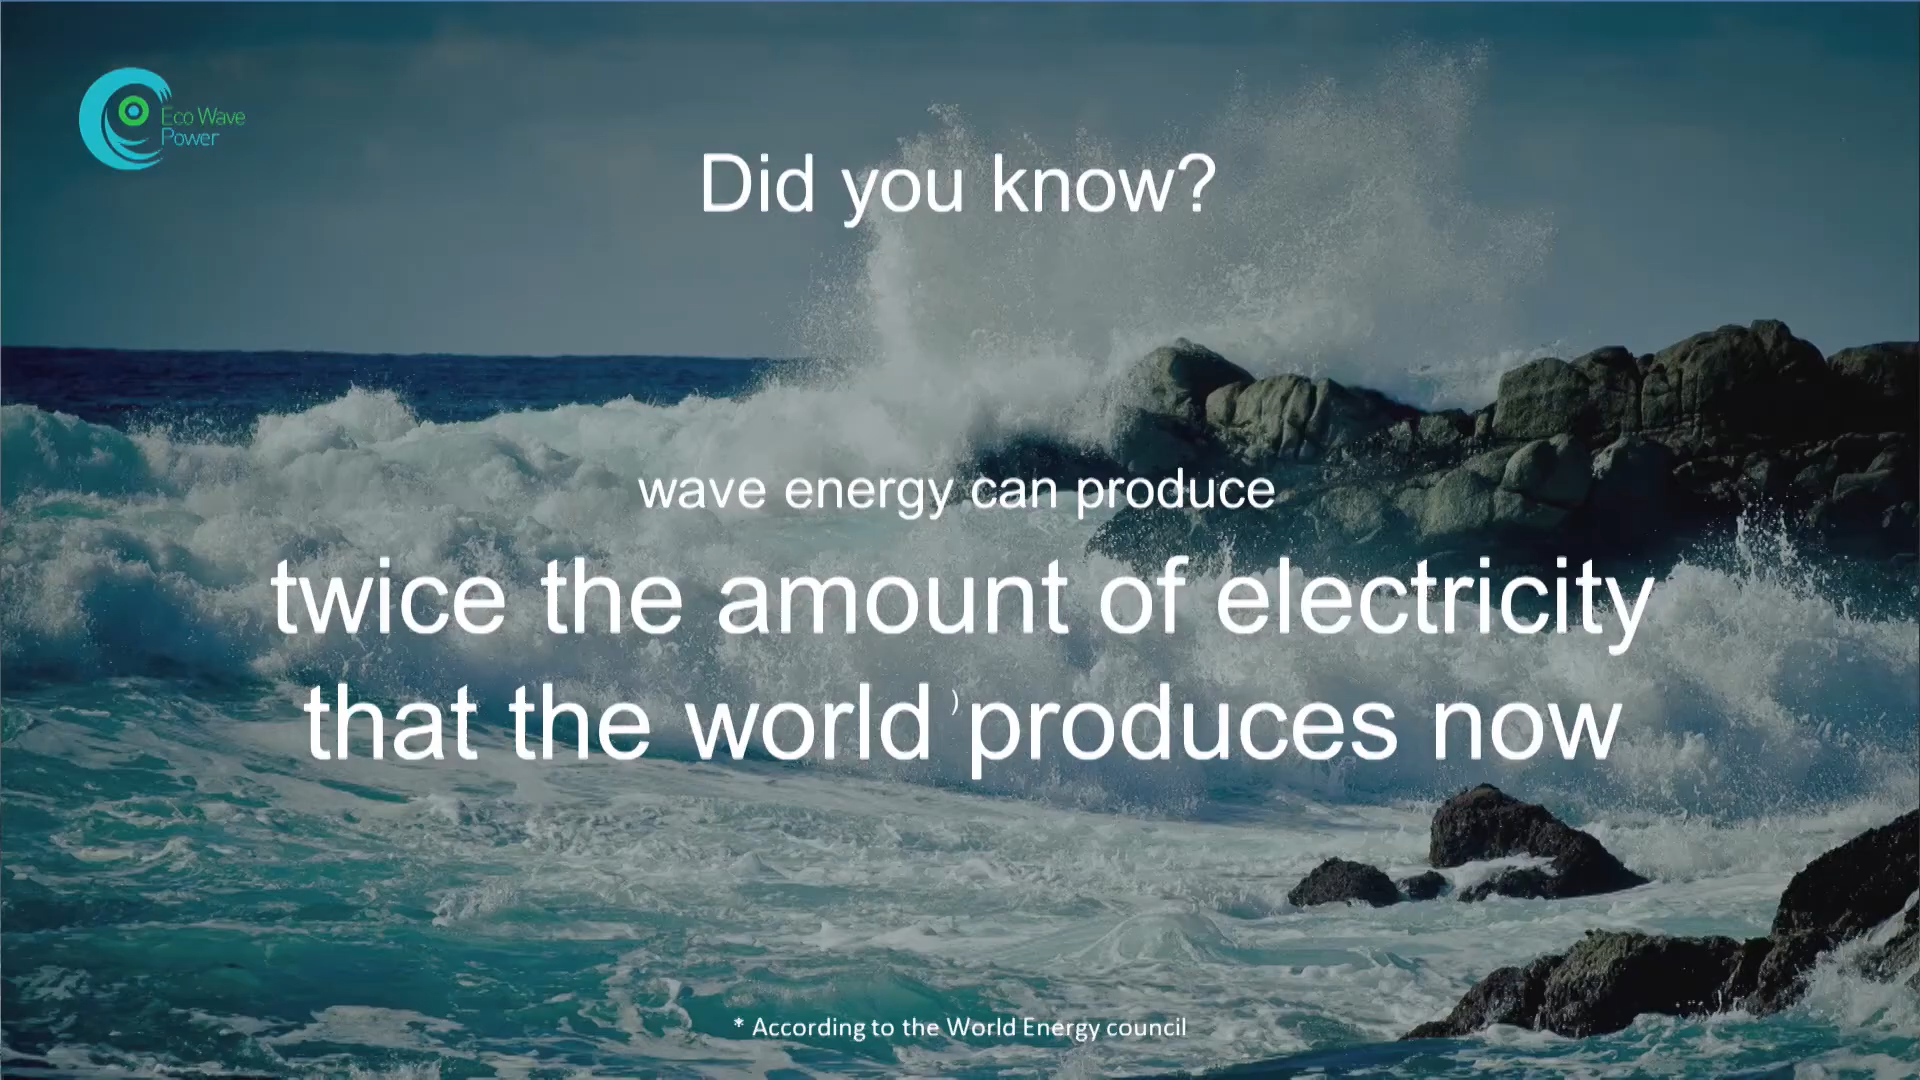 Eco Wave
Power
Did you know?
wave energy can produce
twice the amount of electricity
that the world produces now
* According to the World Energy council